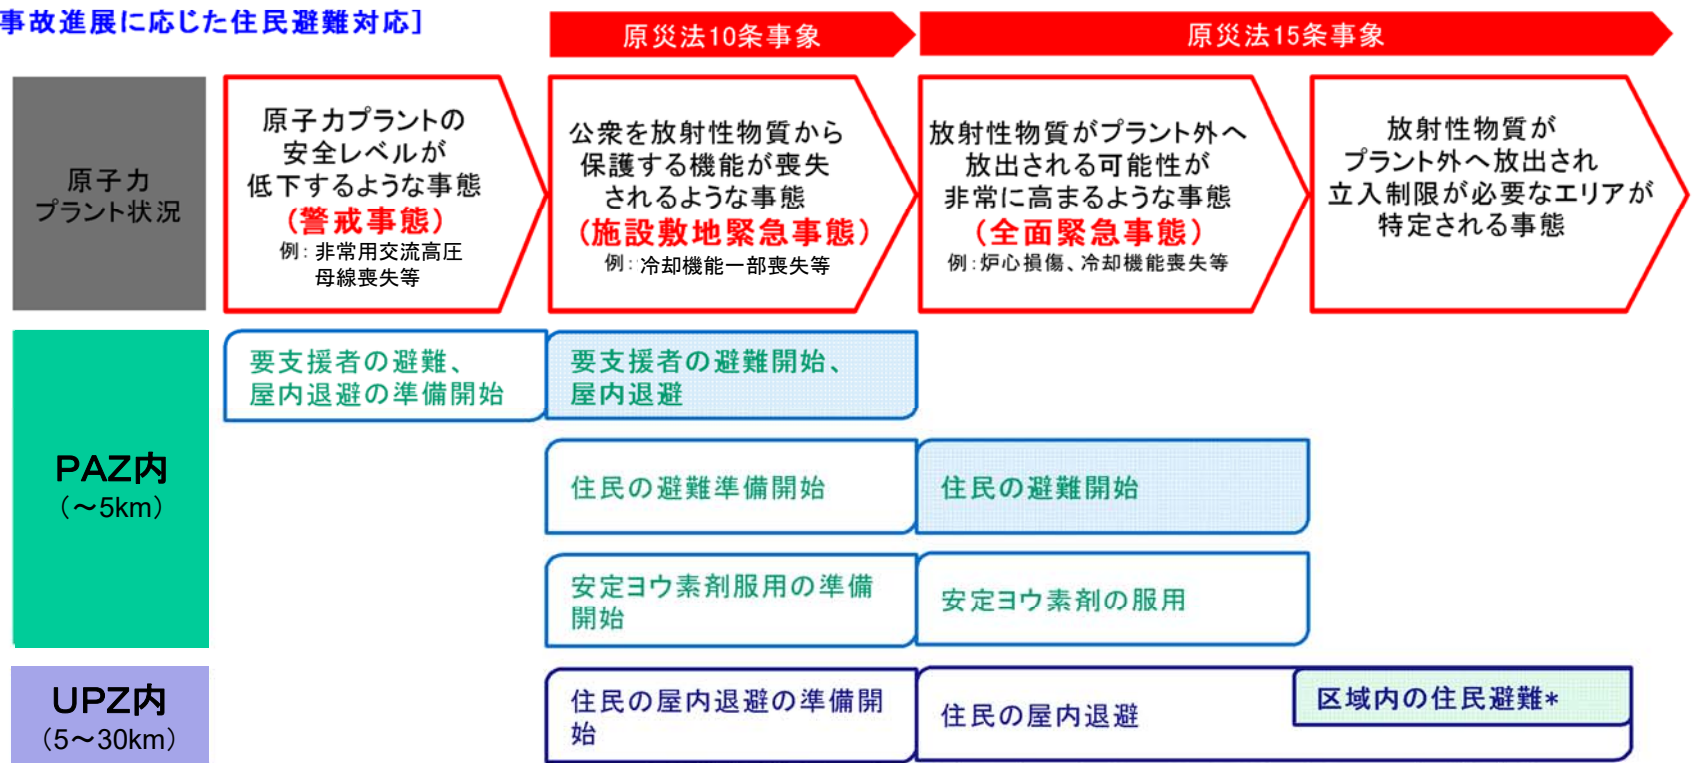 事故進展に応じた住民避難対応]
原災法10条事象
原災法15条事象
原子力
プラント状況
原子力プラントの
安全レベルが
低下するような事態
(警戒事態)
例：非常用交流高圧
母線喪失等
公衆を放射性物質から
保護する機能が喪失
されるような事態
(施設敷地緊急事態)
例：冷却機能一部喪失等
放射性物質がプラント外へ
放出される可能性が
非常に高まるような事態
(全面緊急事態)
例：炉心損傷、冷却機能喪失等
放射性物質が
プラント外へ放出され
立入制限が必要なエリアが
特定される事態
PAZ内
(～5km)
要支援者の避難、
屋内退避の準備開始
要支援者の避難開始、
屋内退避
住民の避難準備開始
住民の避難開始
安定ヨウ素剤服用の準備
開始
安定ヨウ素剤の服用
UPZ内
(5～30km)
住民の屋内退避の準備開
始
住民の屋内退避
区域内の住民避難*